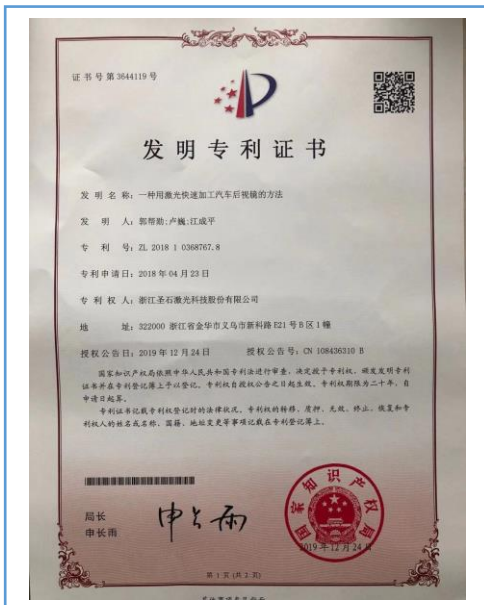 证书号第3644119号
发明专利证书
发明名称：一种用激光快速加工汽车后视镜的方法
发明人：郭帮勋;卢巍;江成平
专利号：ZL 2018 1 0368767.8
专利申请日：2018年04月23日
专利权人：浙江圣石激光科技股份有限公司
地址：322000 浙江省金华市义乌市新科路E21号B区1幢
授权公告日：2019年12月24日 授权公告号：CN 108436310 B
国家知识产权局依照中华人民共和国专利法进行审查，决定授予专利权，颁发发明专利
证书并在专利登记簿上予以登记。专利权自授权公告之日起生效。专利权期限为二十年，自
申请日起算。
专利证书记载专利权登记时的法律状况。专利权的转移、质押、无效、终止、恢复和专
利权人的姓名或名称、国籍、地址变更等事项记载在专利登记簿上。
局长
申长雨
申长雨
国家知识产权局
2019年12月24日
第 1 页 (共 2 页)